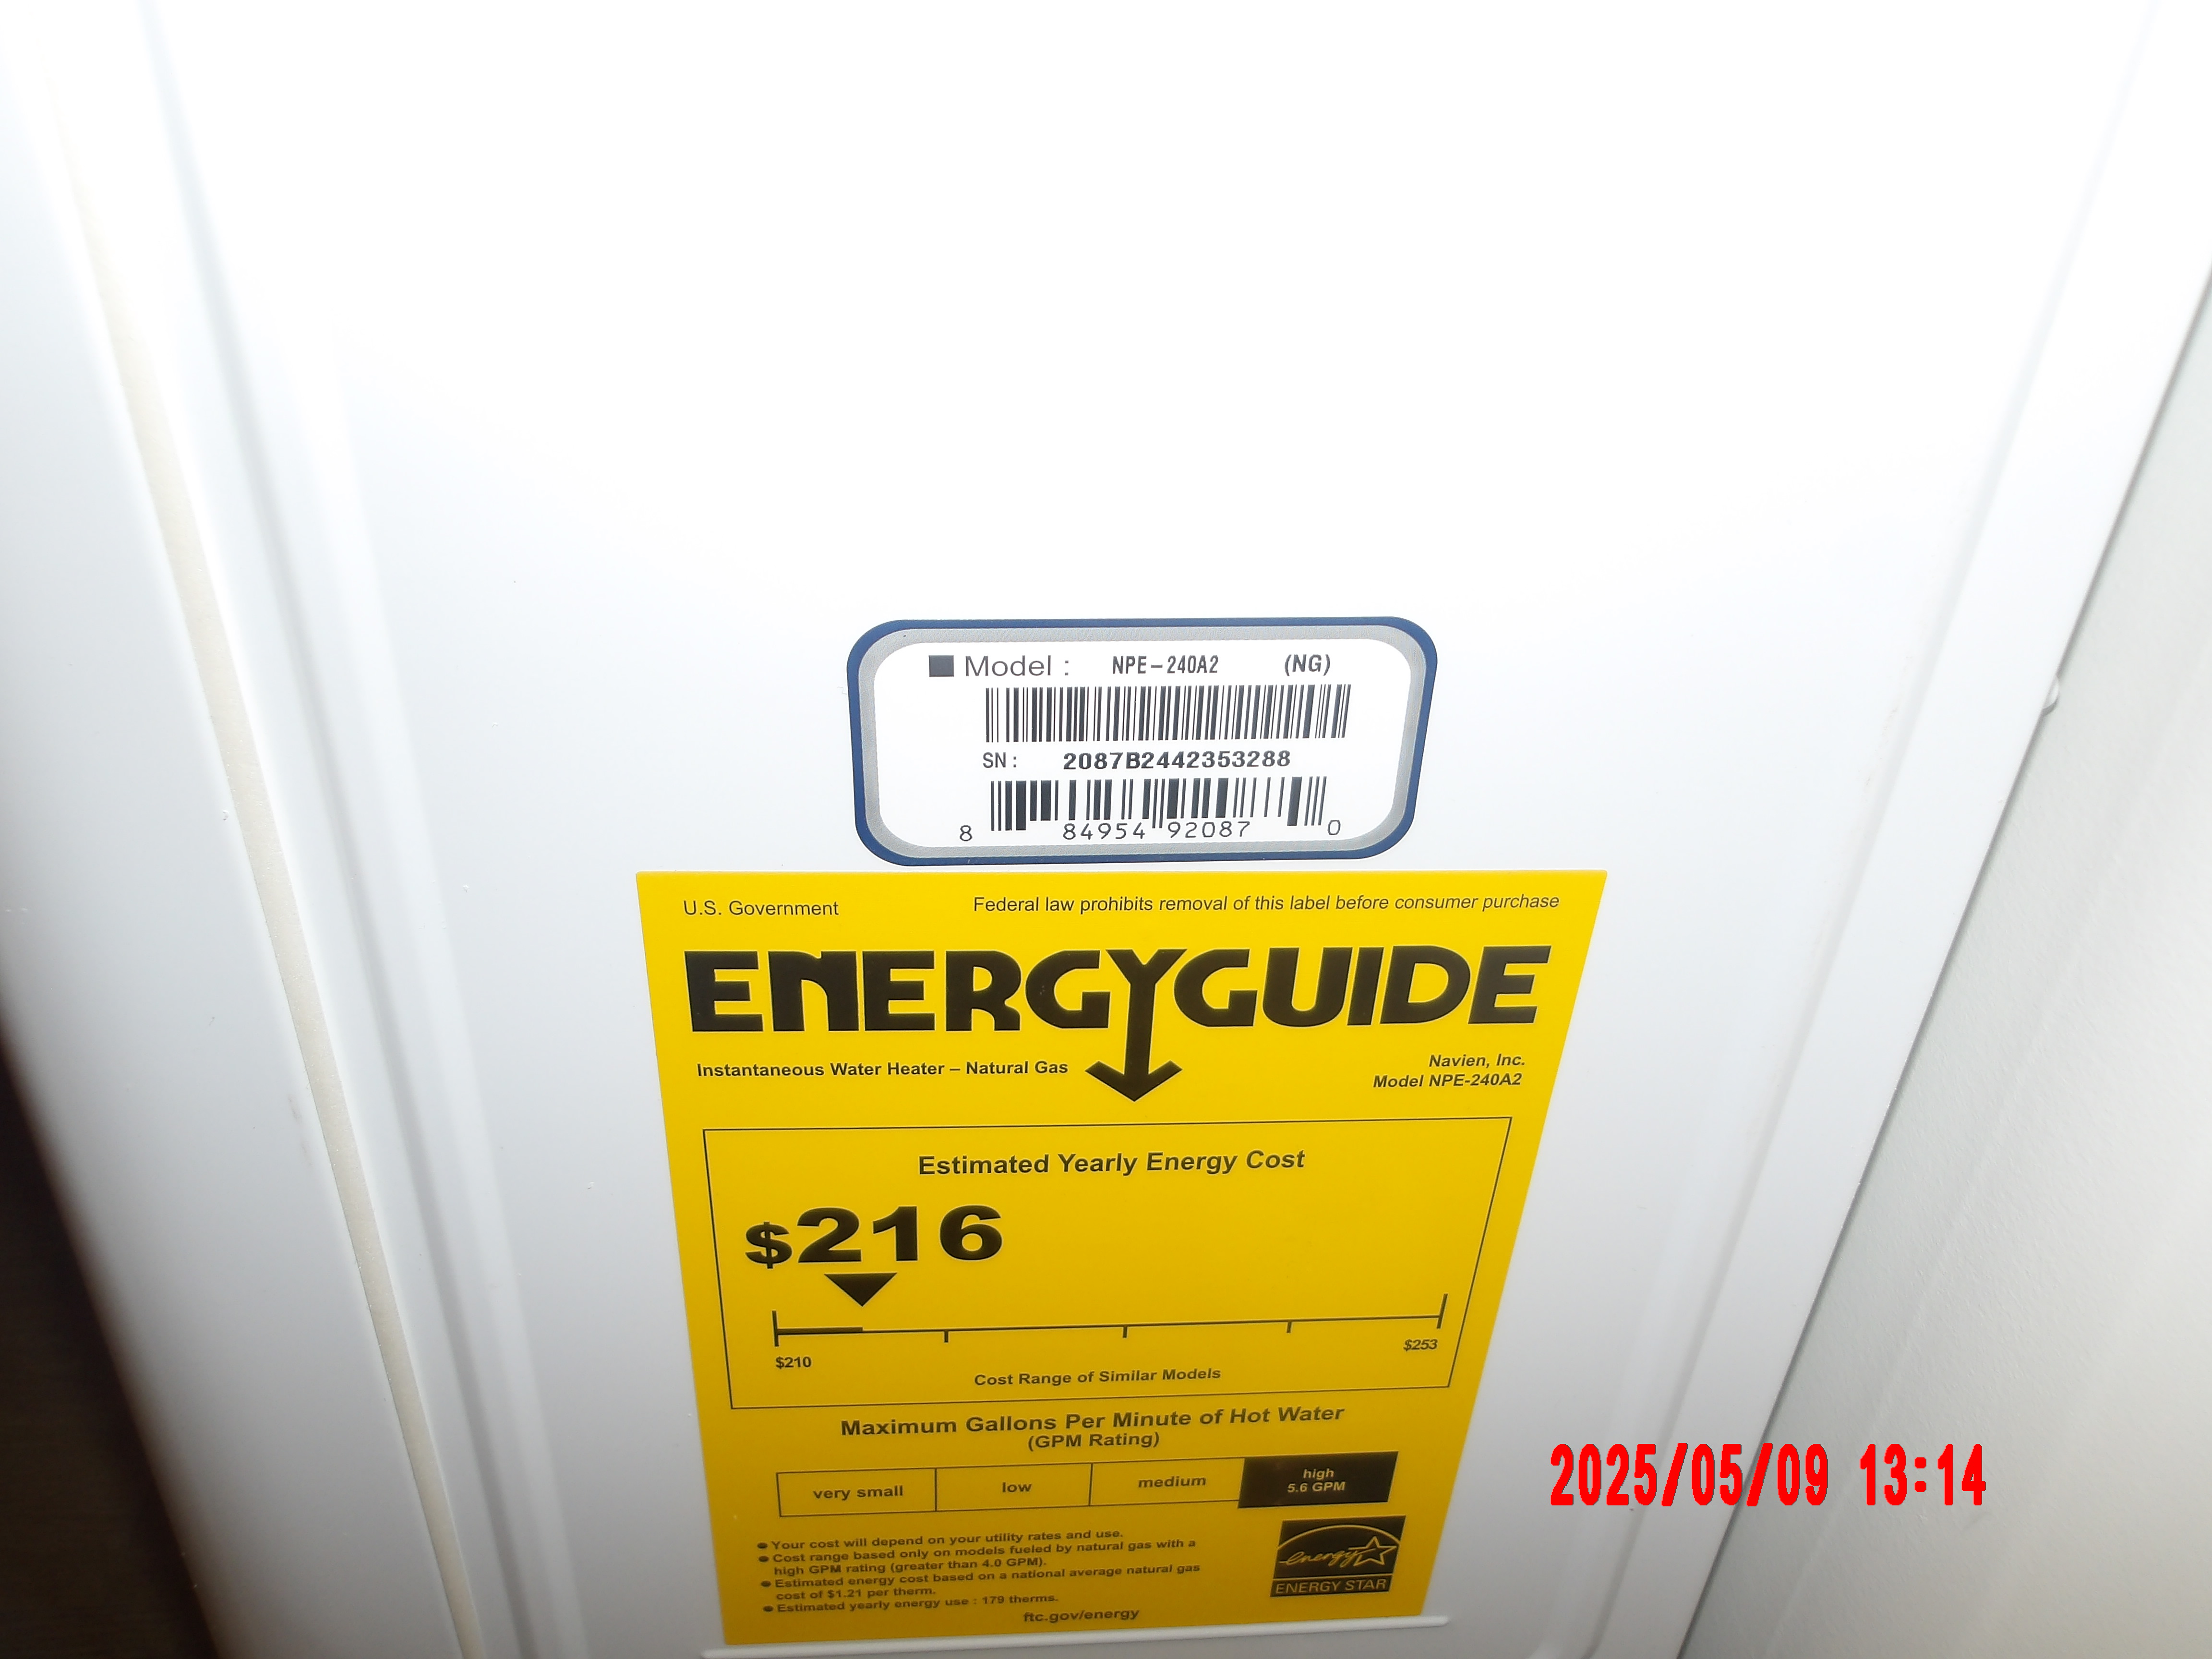 Model : NPE-240A2 (NG)
SN : 2087B2442353288
8 84954 92087 0
U.S. Government Federal law prohibits removal of this label before consumer purchase
ENERGYGUIDE
Instantaneous Water Heater – Natural Gas
Navien, Inc.
Model NPE-240A2
Estimated Yearly Energy Cost
$216
$210 $253
Cost Range of Similar Models
Maximum Gallons Per Minute of Hot Water
(GPM Rating)
very small low medium high
5.6 GPM
● Your cost will depend on your utility rates and use.
● Cost range based only on models fueled by natural gas with a
high GPM rating (greater than 4.0 GPM).
● Estimated energy cost based on a national average natural gas
cost of $1.21 per therm.
● Estimated yearly energy use : 179 therms.
ftc.gov/energy
energy
ENERGY STAR
2025/05/09 13:14